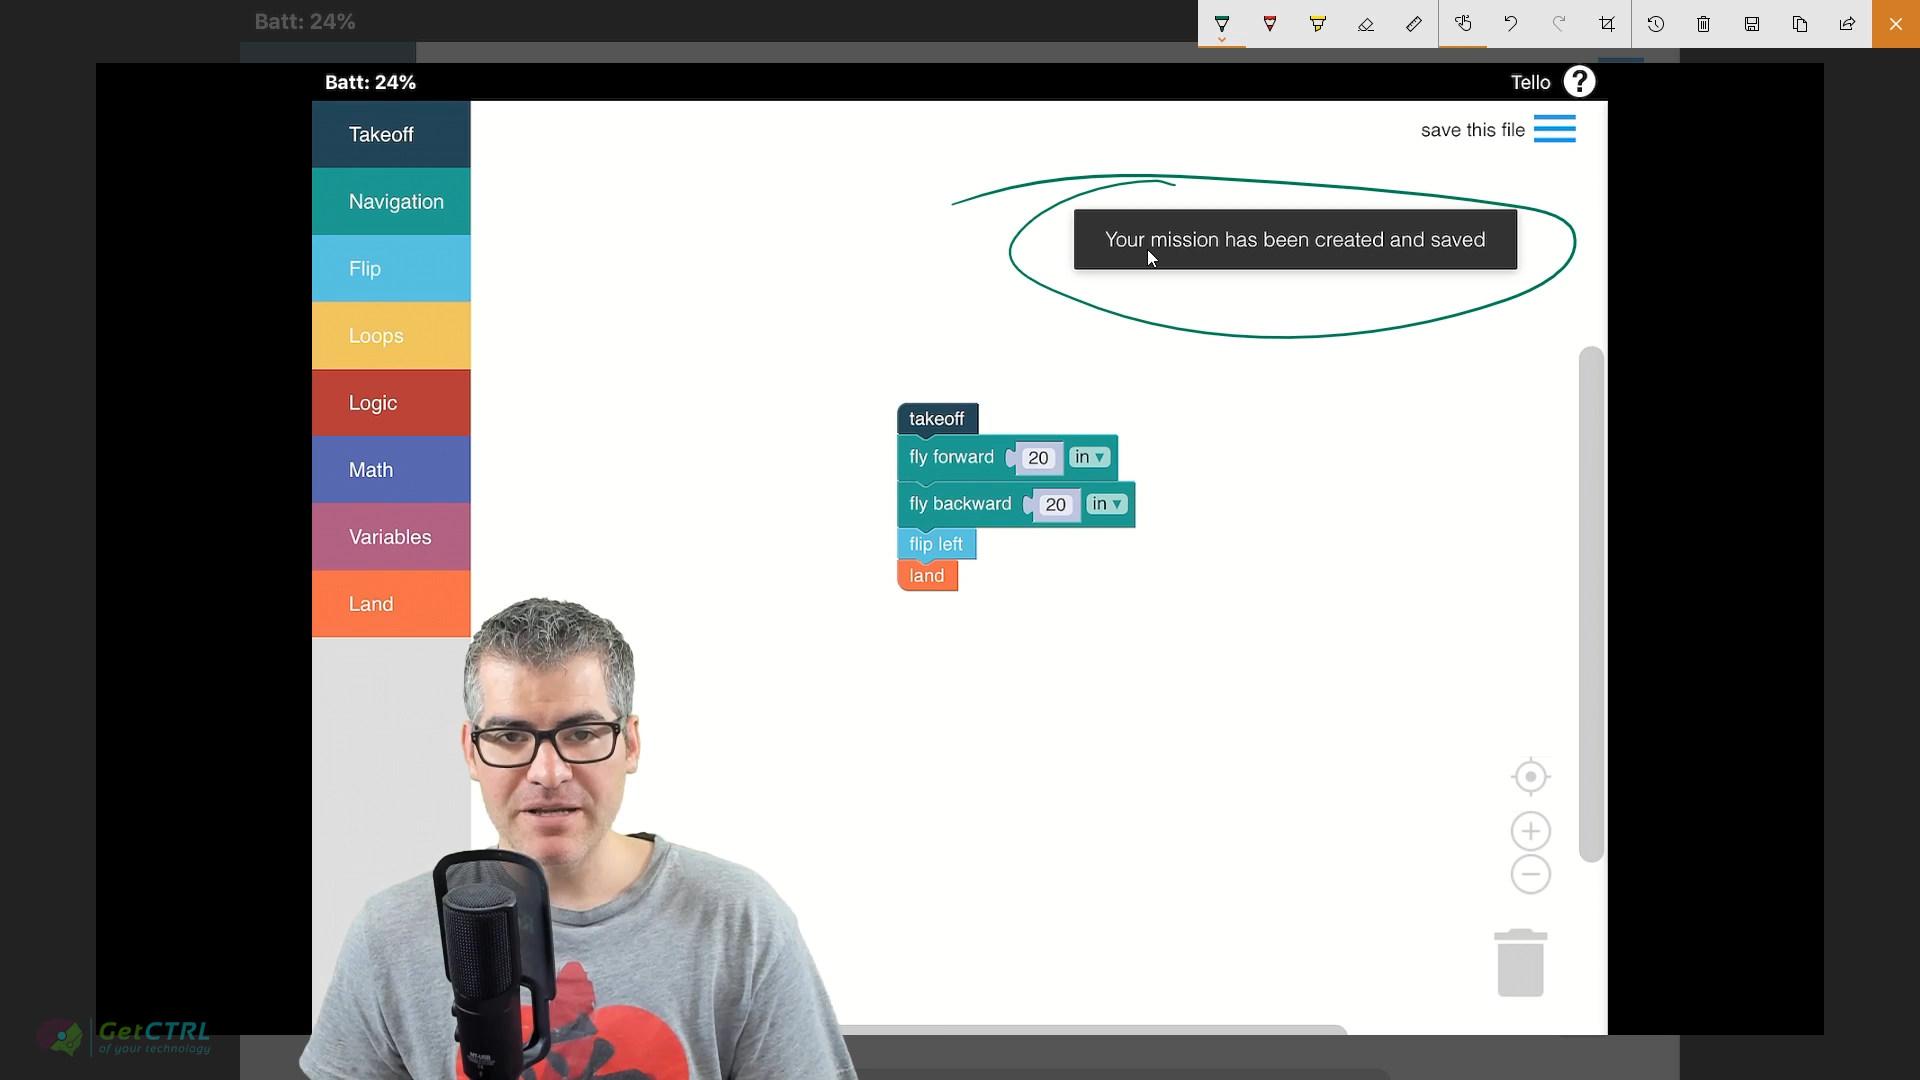 Batt: 24%
Batt: 24%
Tello ?
save this file
Takeoff
Navigation
Flip
Loops
Logic
Math
Variables
Land
Your mission has been created and saved
takeoff
fly forward 20 in
fly backward 20 in
flip left
land
GetCTRL
of your technology